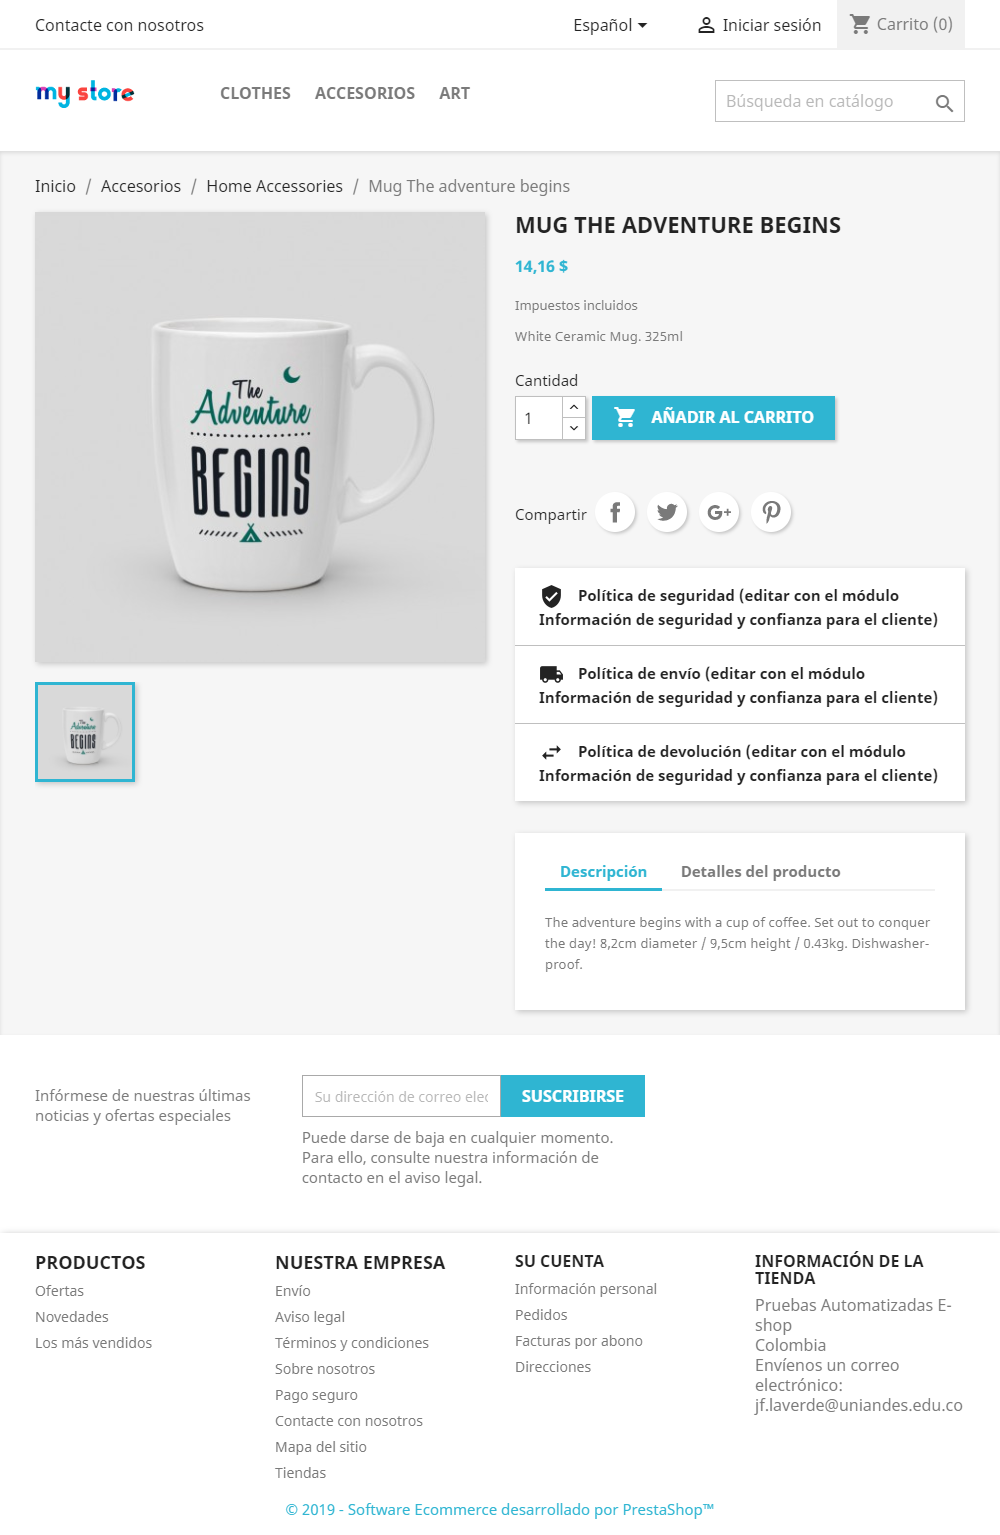 Contacte con nosotros
Español
Iniciar sesión
Carrito (0)
my store
CLOTHES
ACCESORIOS
ART
Búsqueda en catálogo
Inicio / Accesorios / Home Accessories / Mug The adventure begins
The
Adventure
BEGINS
MUG THE ADVENTURE BEGINS
14,16 $
Impuestos incluidos
White Ceramic Mug. 325ml
Cantidad
1
AÑADIR AL CARRITO
Compartir
Política de seguridad (editar con el módulo
Información de seguridad y confianza para el cliente)
Política de envío (editar con el módulo
Información de seguridad y confianza para el cliente)
Política de devolución (editar con el módulo
Información de seguridad y confianza para el cliente)
The
Adventure
BEGINS
Descripción
Detalles del producto
The adventure begins with a cup of coffee. Set out to conquer
the day! 8,2cm diameter / 9,5cm height / 0.43kg. Dishwasher-
proof.
Infórmese de nuestras últimas
noticias y ofertas especiales
Su dirección de correo elec
SUSCRIBIRSE
Puede darse de baja en cualquier momento.
Para ello, consulte nuestra información de
contacto en el aviso legal.
PRODUCTOS
Ofertas
Novedades
Los más vendidos
NUESTRA EMPRESA
Envío
Aviso legal
Términos y condiciones
Sobre nosotros
Pago seguro
Contacte con nosotros
Mapa del sitio
Tiendas
SU CUENTA
Información personal
Pedidos
Facturas por abono
Direcciones
INFORMACIÓN DE LA
TIENDA
Pruebas Automatizadas E-
shop
Colombia
Envíenos un correo
electrónico:
jf.laverde@uniandes.edu.co
© 2019 - Software Ecommerce desarrollado por PrestaShop™